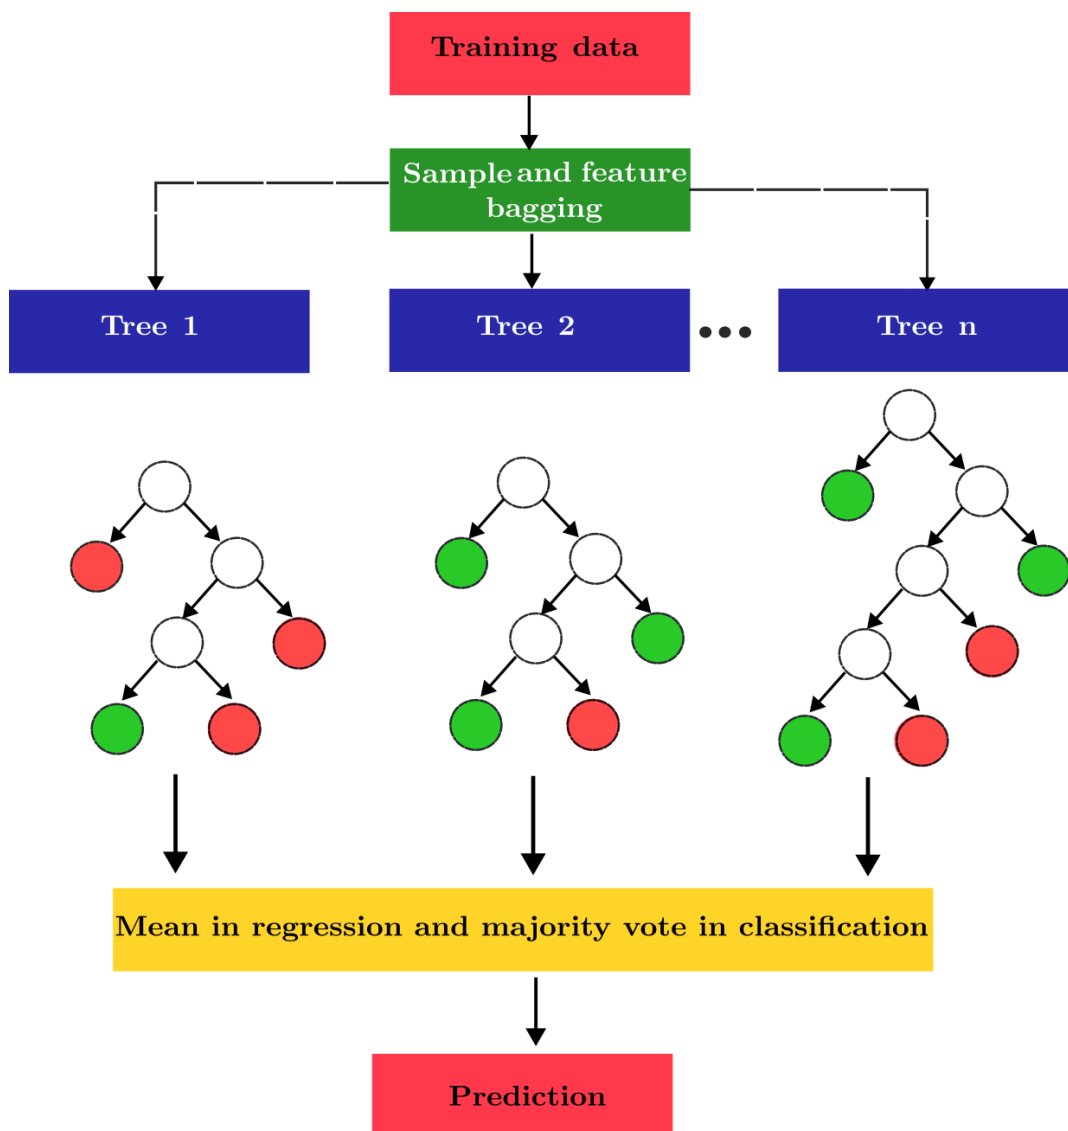 Training data
Sample and feature
bagging
Tree 1
Tree 2
Tree n
Mean in regression and majority vote in classification
Prediction